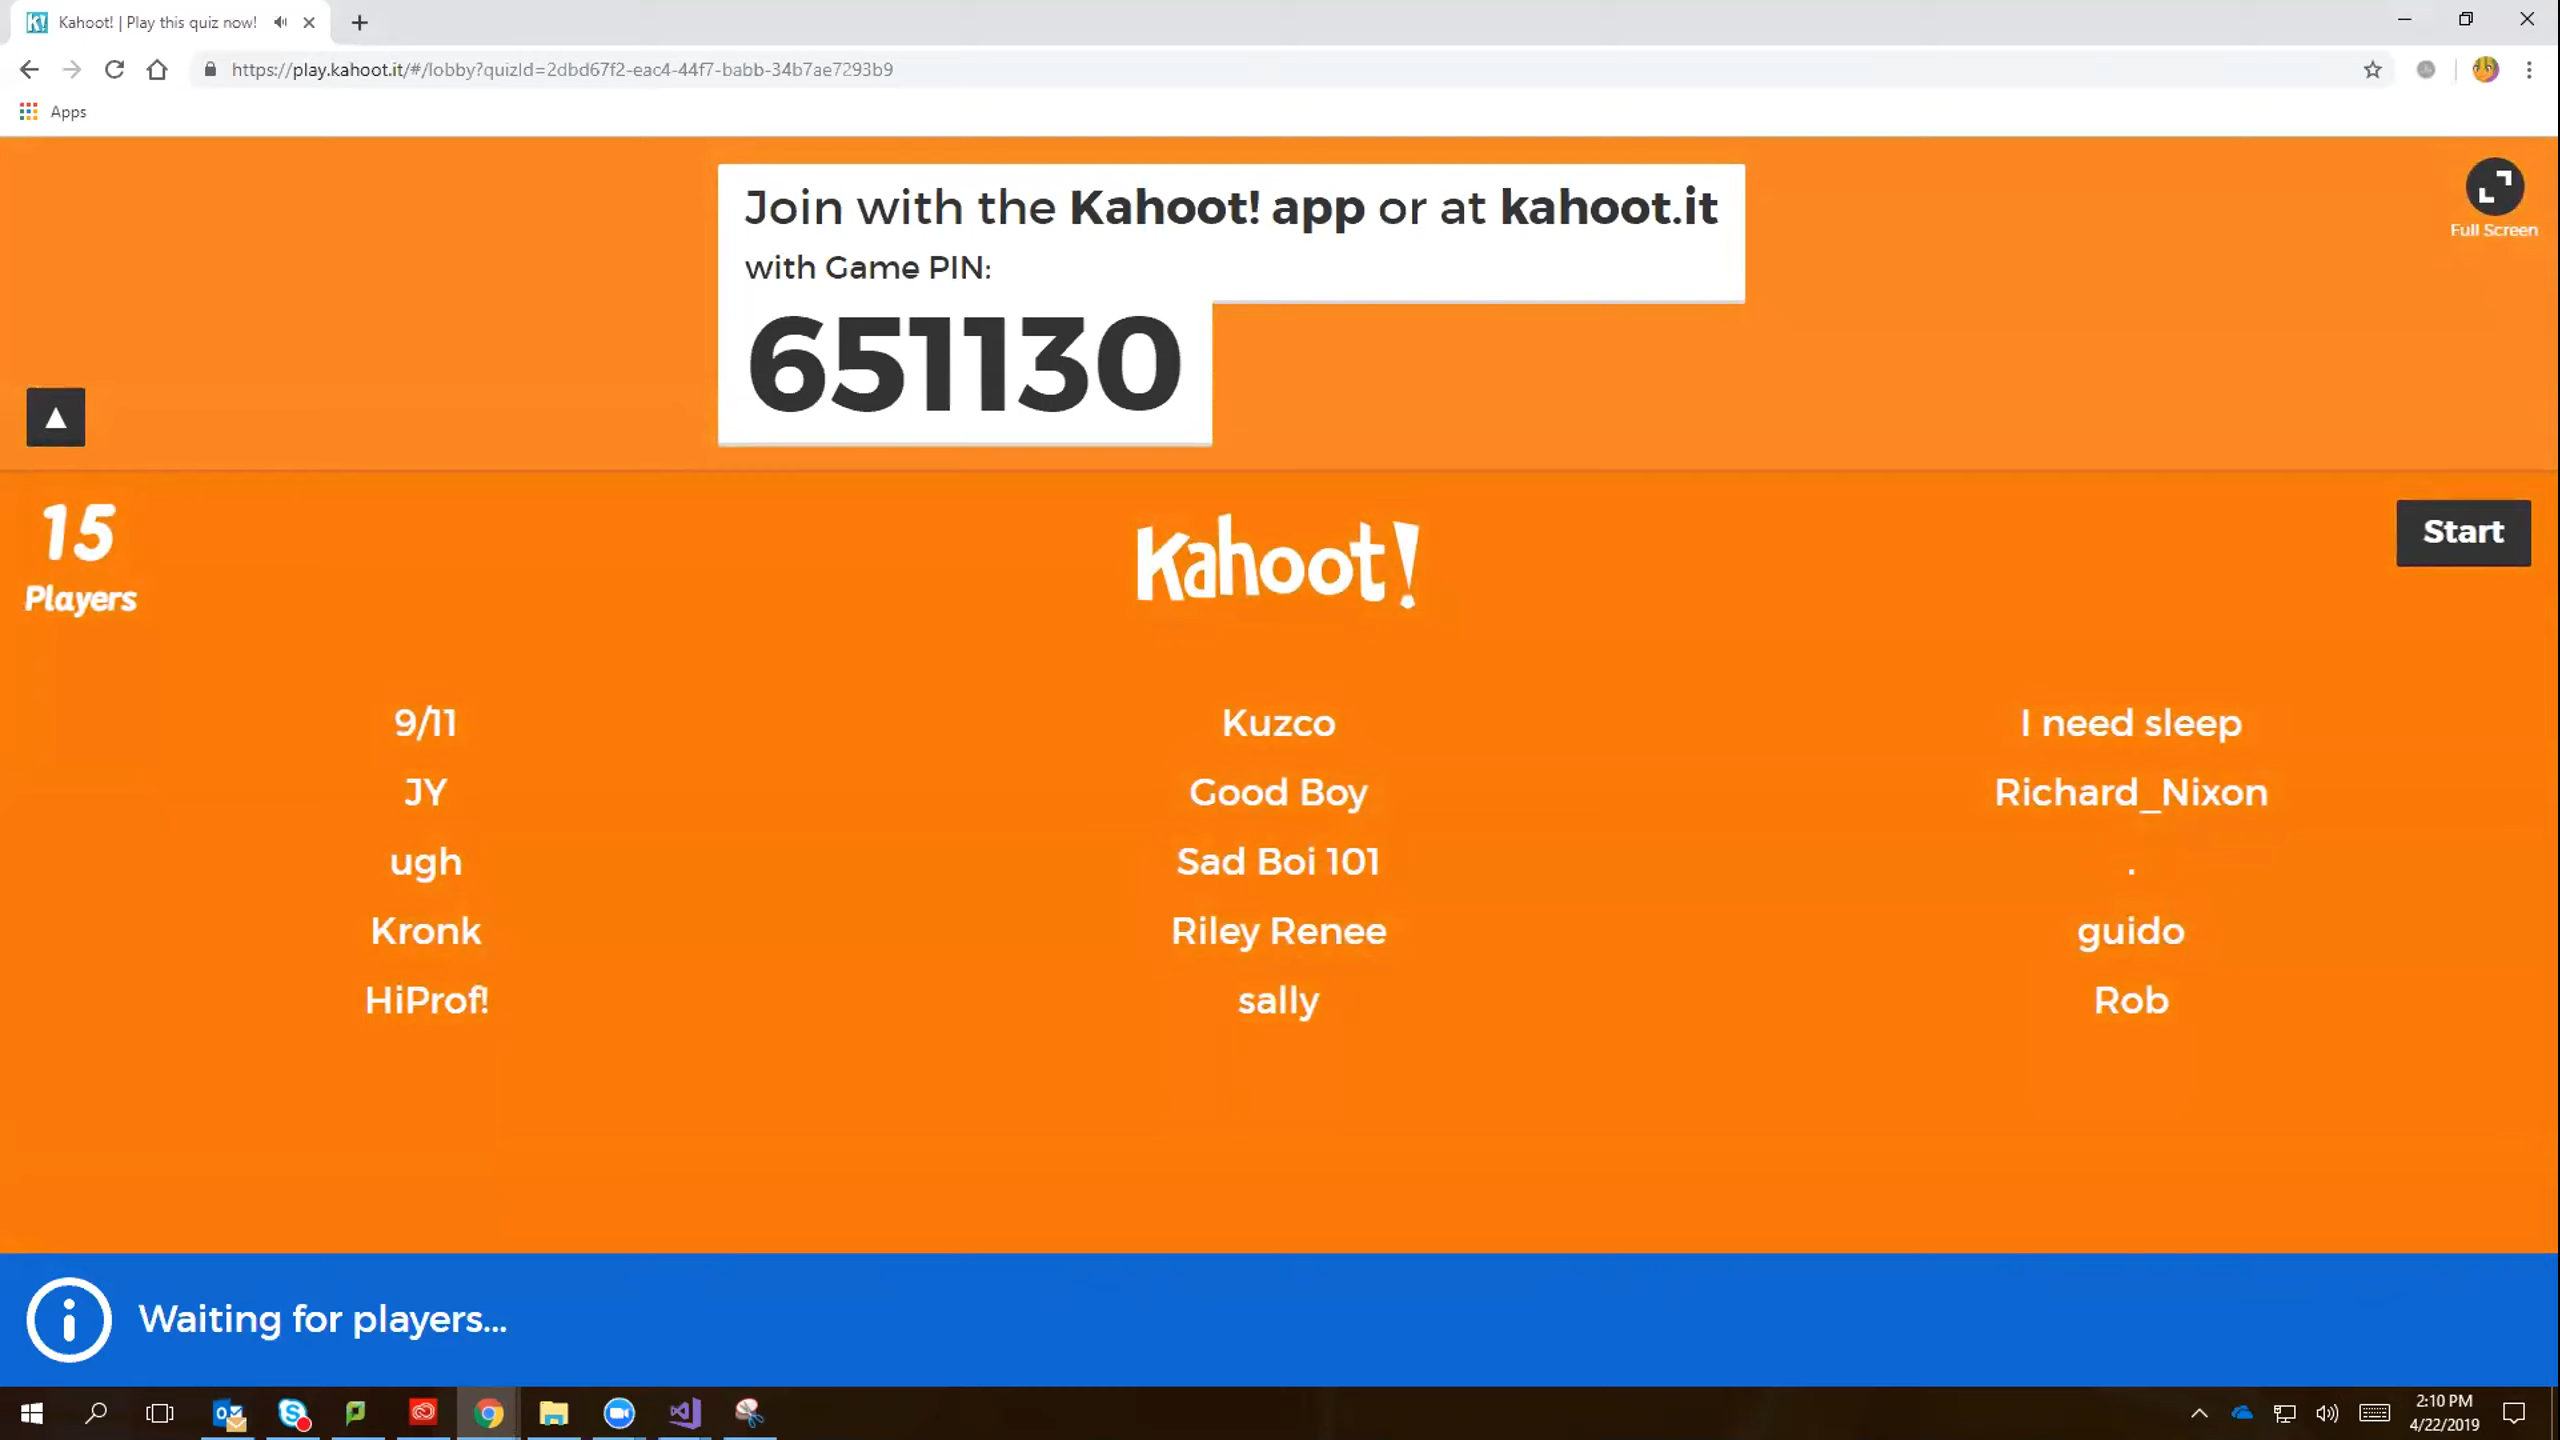 Kahoot! | Play this quiz now!
https://play.kahoot.it/#/lobby?quizId=2dbd67f2-eac4-44f7-babb-34b7ae7293b9
Apps
Join with the Kahoot! app or at kahoot.it
with Game PIN:
651130
Full Screen
15
Players
Kahoot!
Start
9/11 Kuzco I need sleep
JY Good Boy Richard_Nixon
ugh Sad Boi 101 .
Kronk Riley Renee guido
HiProf! sally Rob
Waiting for players...
2:10 PM
4/22/2019